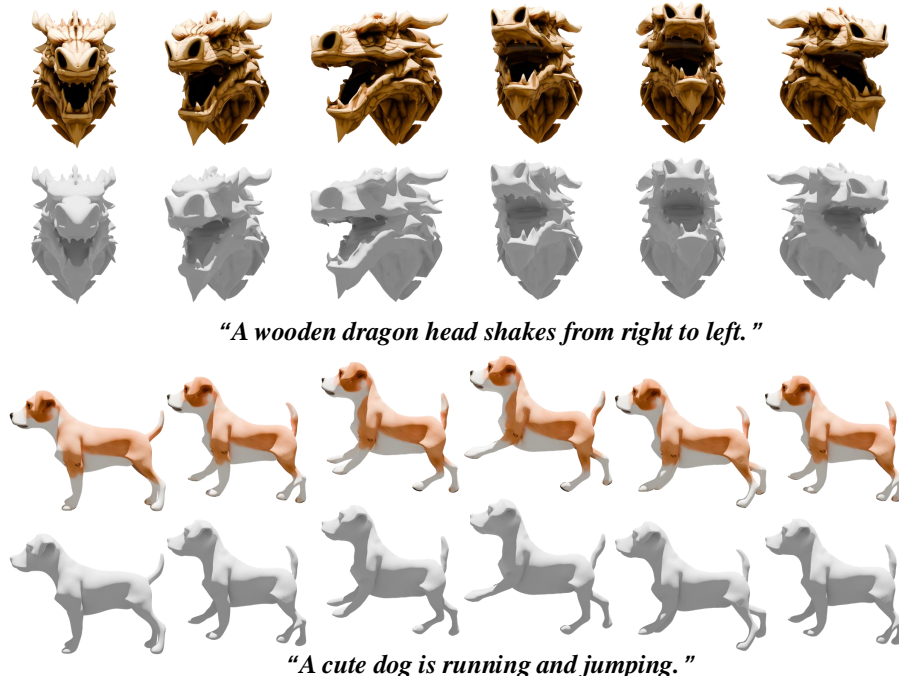 “A wooden dragon head shakes from right to left.”
“A cute dog is running and jumping.”